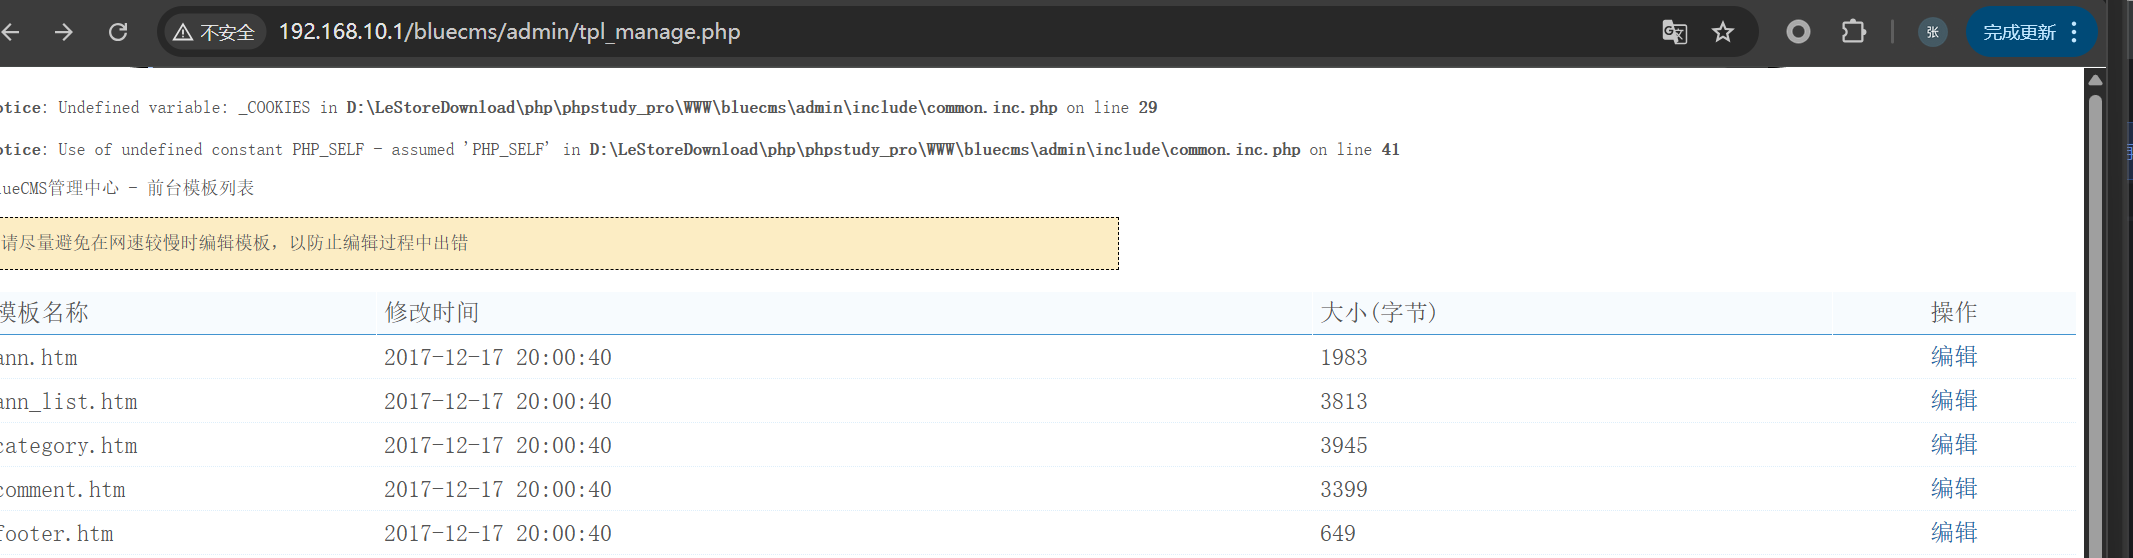 不安全 192.168.10.1/bluecms/admin/tpl_manage.php 张 完成更新
otice: Undefined variable: _COOKIES in D:\LeStoreDownload\php\phpstudy_pro\WWW\bluecms\admin\include\common.inc.php on line 29
otice: Use of undefined constant PHP_SELF - assumed 'PHP_SELF' in D:\LeStoreDownload\php\phpstudy_pro\WWW\bluecms\admin\include\common.inc.php on line 41
lueCMS管理中心 - 前台模板列表
请尽量避免在网速较慢时编辑模板，以防止编辑过程中出错
模板名称 修改时间 大小(字节) 操作
ann.htm 2017-12-17 20:00:40 1983 编辑
ann_list.htm 2017-12-17 20:00:40 3813 编辑
category.htm 2017-12-17 20:00:40 3945 编辑
comment.htm 2017-12-17 20:00:40 3399 编辑
footer.htm 2017-12-17 20:00:40 649 编辑